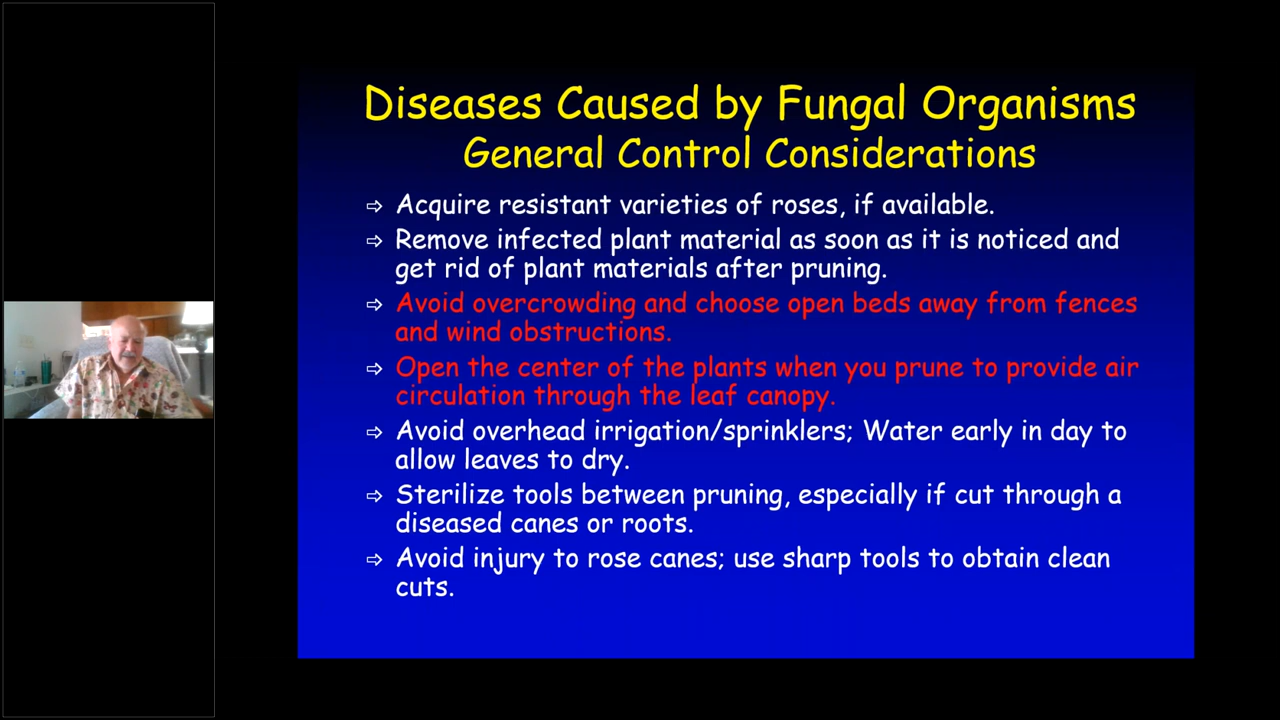 Diseases Caused by Fungal Organisms
General Control Considerations
⇨ Acquire resistant varieties of roses, if available.
⇨ Remove infected plant material as soon as it is noticed and
get rid of plant materials after pruning.
⇨ Avoid overcrowding and choose open beds away from fences
and wind obstructions.
⇨ Open the center of the plants when you prune to provide air
circulation through the leaf canopy.
⇨ Avoid overhead irrigation/sprinklers; Water early in day to
allow leaves to dry.
⇨ Sterilize tools between pruning, especially if cut through a
diseased canes or roots.
⇨ Avoid injury to rose canes; use sharp tools to obtain clean
cuts.